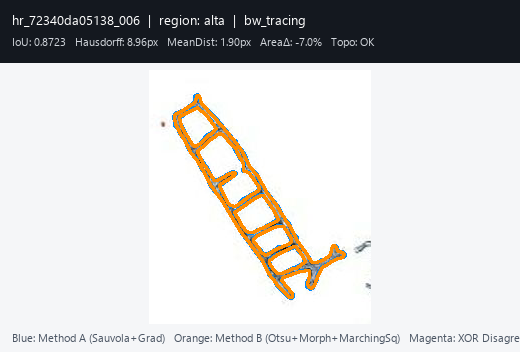 hr_72340da05138_006 | region: alta | bw_tracing
IoU: 0.8723 Hausdorff: 8.96px MeanDist: 1.90px AreaΔ: -7.0% Topo: OK
Blue: Method A (Sauvola+Grad) Orange: Method B (Otsu+Morph+MarchingSq) Magenta: XOR Disagre